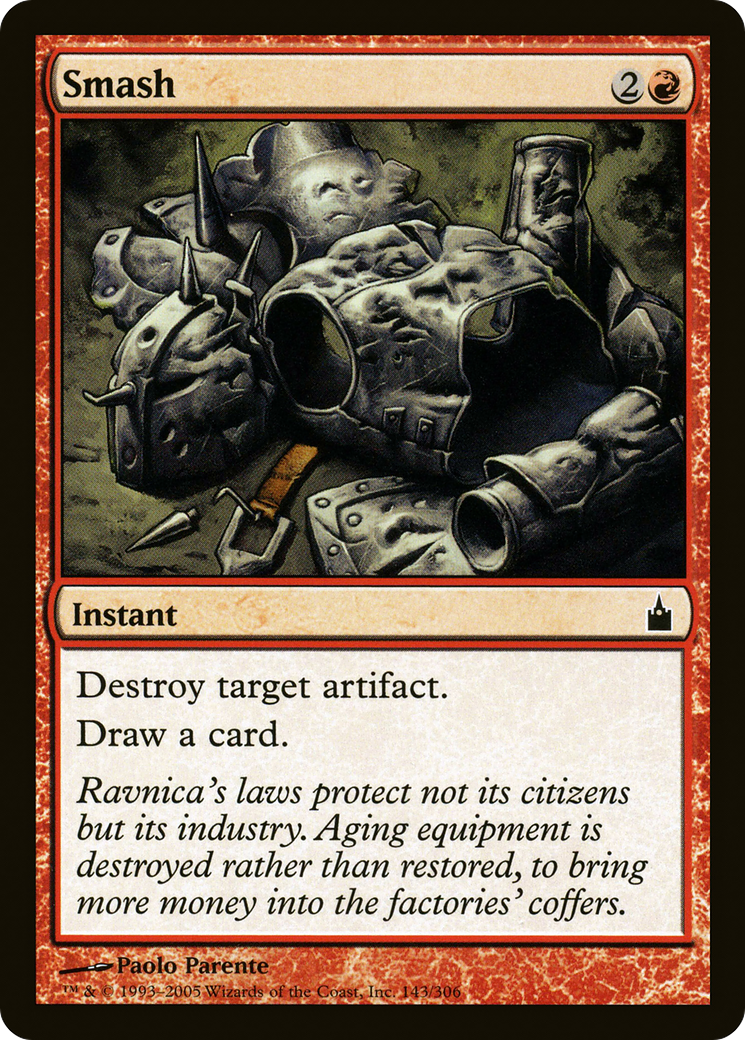 Smash 2
Instant
Destroy target artifact.
Draw a card.
Ravnica's laws protect not its citizens
but its industry. Aging equipment is
destroyed rather than restored, to bring
more money into the factories' coffers.
Paolo Parente
™ & © 1993–2005 Wizards of the Coast, Inc. 143/306